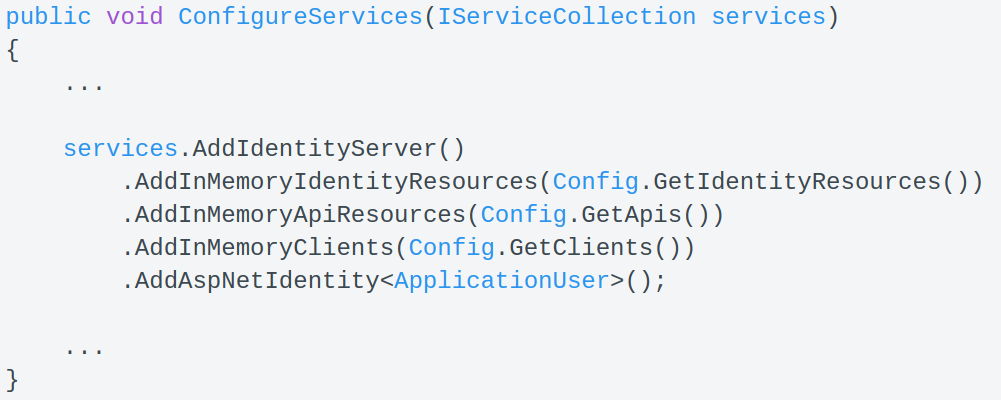 public void ConfigureServices(IServiceCollection services)
{
    ...
    services.AddIdentityServer()
        .AddInMemoryIdentityResources(Config.GetIdentityResources())
        .AddInMemoryApiResources(Config.GetApis())
        .AddInMemoryClients(Config.GetClients())
        .AddAspNetIdentity<ApplicationUser>();
    ...
}